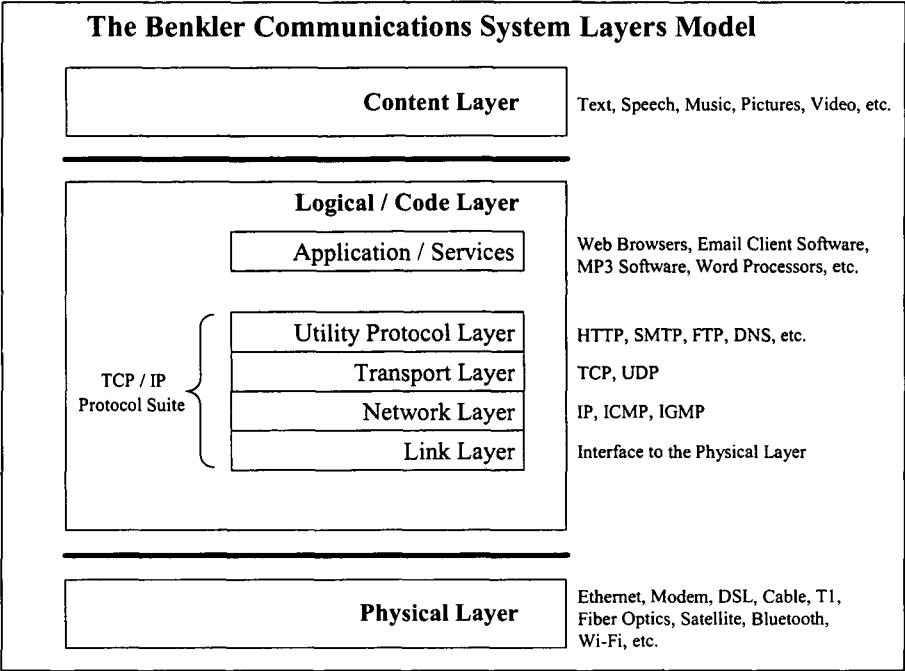 The Benkler Communications System Layers Model
Content Layer
Text, Speech, Music, Pictures, Video, etc.
Logical / Code Layer
Application / Services
Web Browsers, Email Client Software,
MP3 Software, Word Processors, etc.
TCP / IP
Protocol Suite
Utility Protocol Layer
HTTP, SMTP, FTP, DNS, etc.
Transport Layer
TCP, UDP
Network Layer
IP, ICMP, IGMP
Link Layer
Interface to the Physical Layer
Physical Layer
Ethernet, Modem, DSL, Cable, T1,
Fiber Optics, Satellite, Bluetooth,
Wi-Fi, etc.